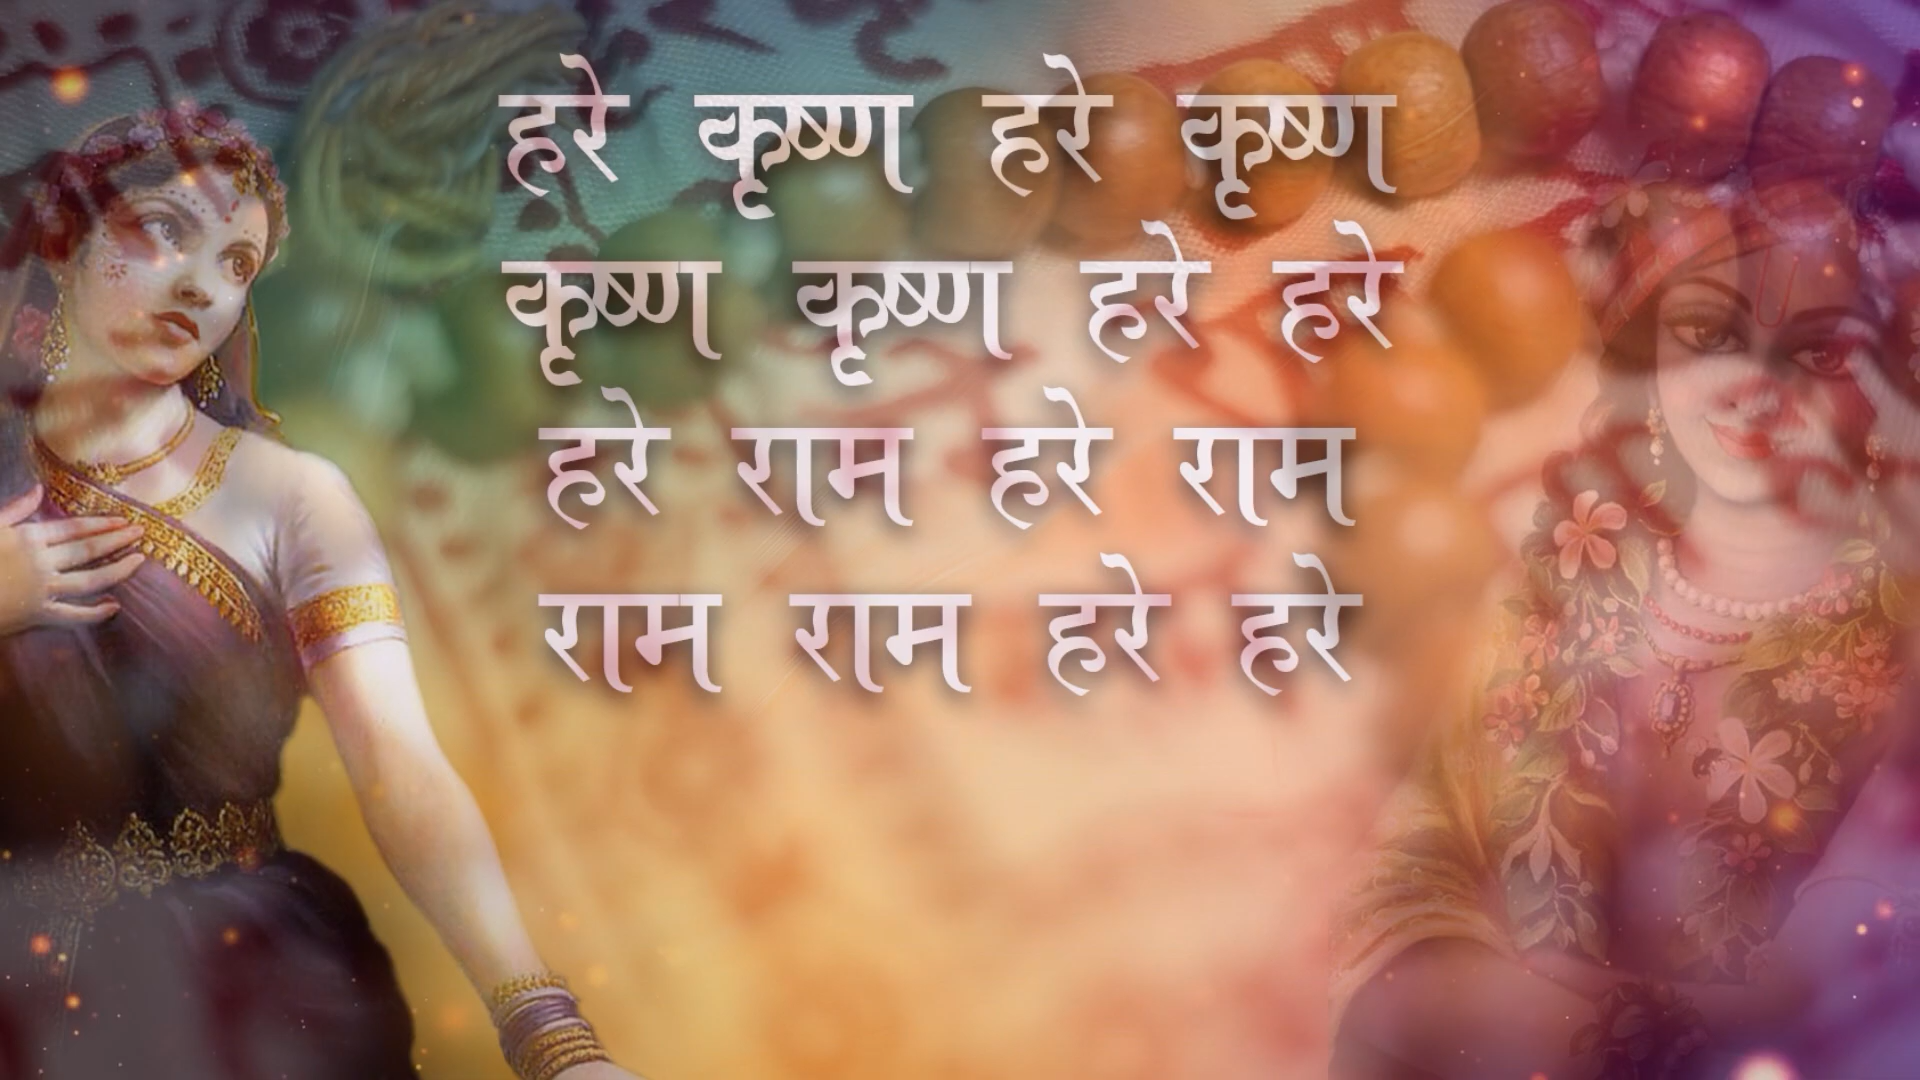 हरे कृष्ण हरे कृष्ण
कृष्ण कृष्ण हरे हरे
हरे राम हरे राम
राम राम हरे हरे